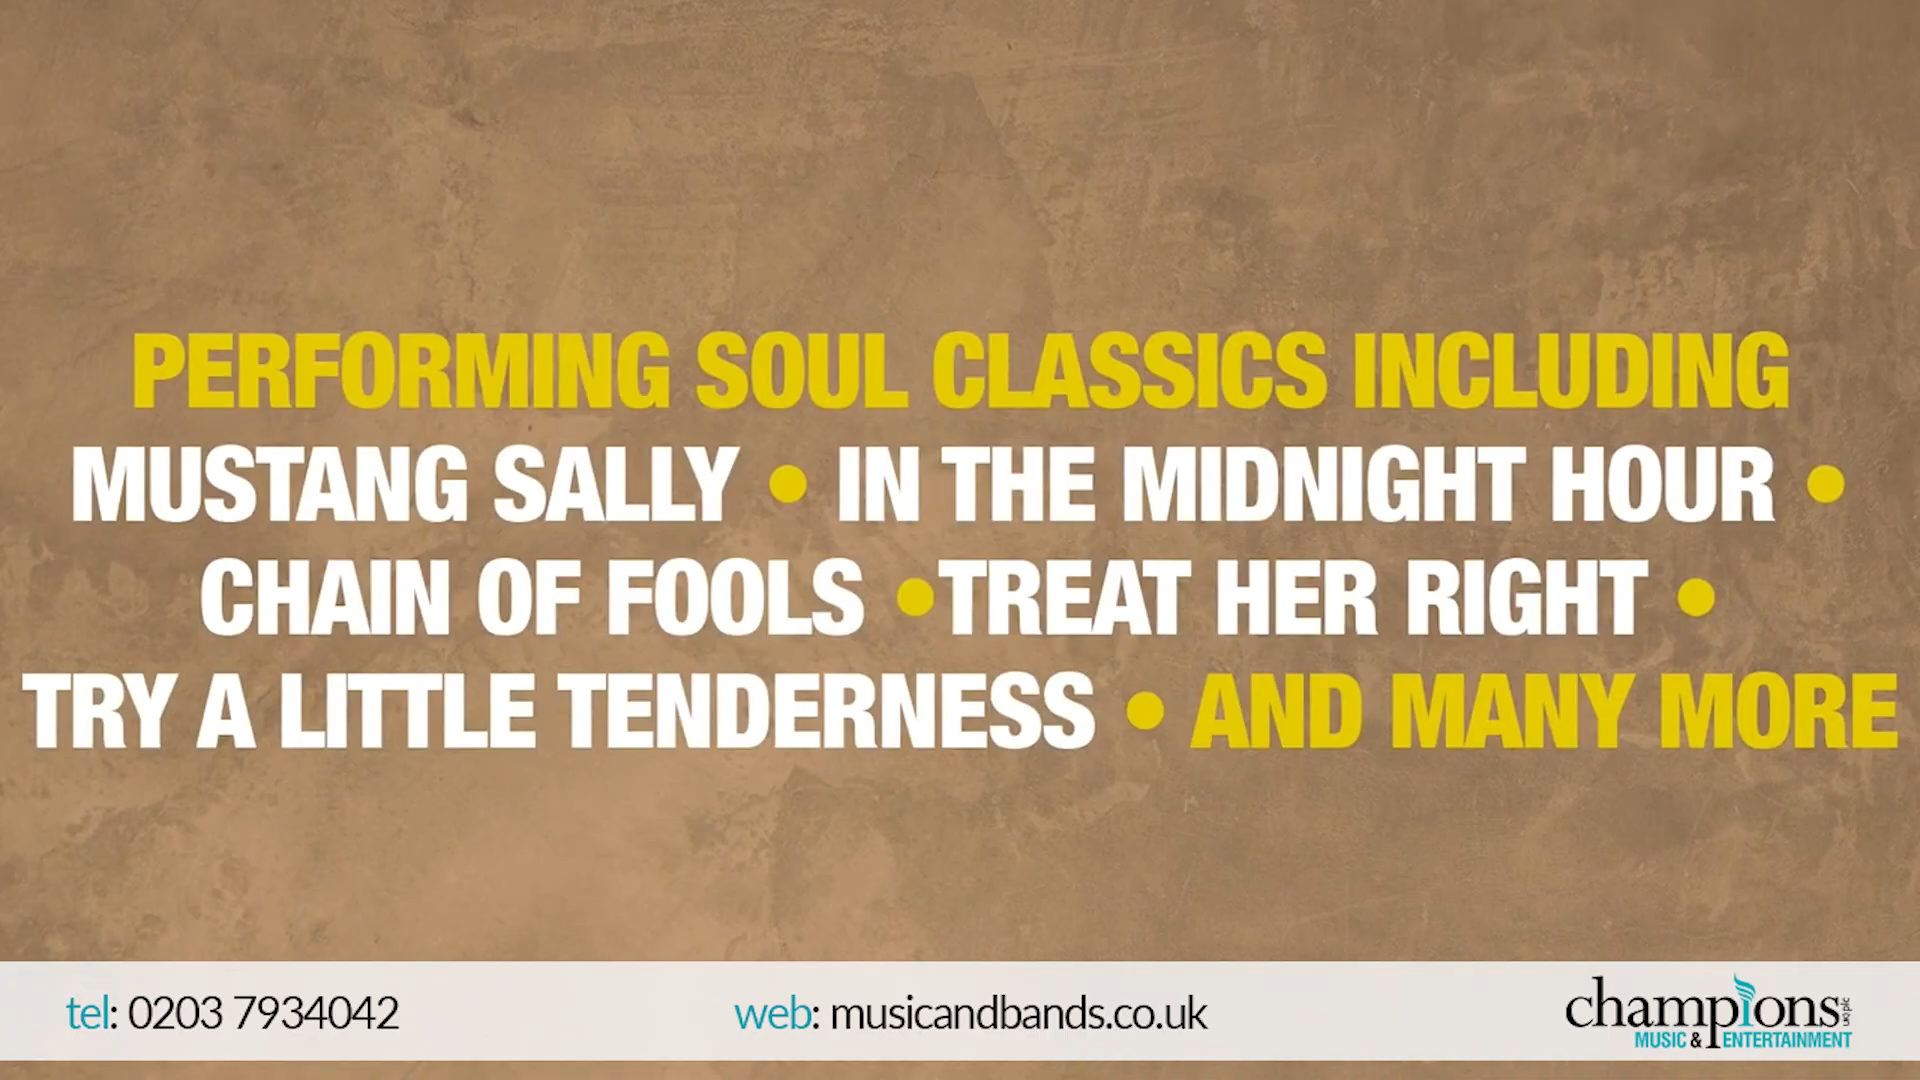 PERFORMING SOUL CLASSICS INCLUDING
MUSTANG SALLY • IN THE MIDNIGHT HOUR •
CHAIN OF FOOLS •TREAT HER RIGHT •
TRY A LITTLE TENDERNESS • AND MANY MORE
tel: 0203 7934042
web: musicandbands.co.uk
champions
MUSIC & ENTERTAINMENT